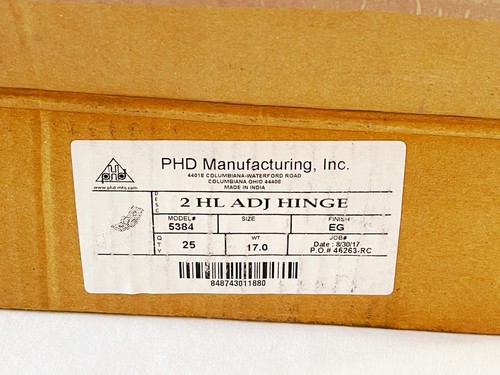 phd
www.phd-mfg.com
PHD Manufacturing, Inc.
44018 COLUMBIANA-WATERFORD ROAD
COLUMBIANA OHIO 44408
MADE IN INDIA
DESC
2 HL ADJ HINGE
MODEL# SIZE FINISH
5384 EG
QTY
25
WT
17.0
JOB#
Date : 8/30/17
P.O.# 46263-RC
848743011880